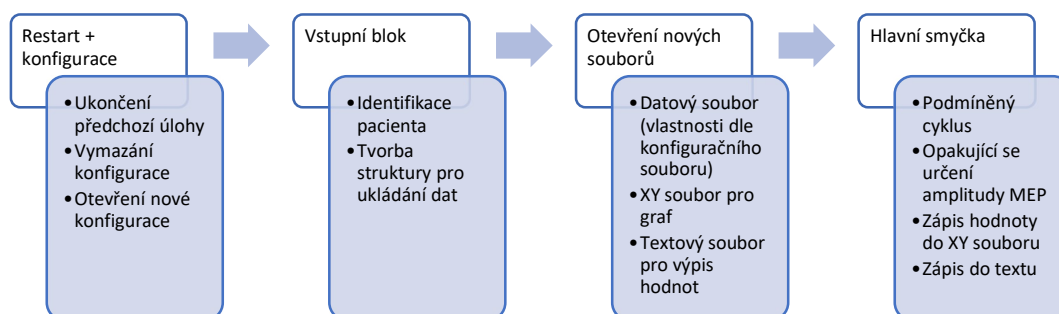 Restart +
konfigurace
•Ukončení
předchozí úlohy
•Vymazání
konfigurace
•Otevření nové
konfigurace
Vstupní blok
•Identifikace
pacienta
•Tvorba
struktury pro
ukládání dat
Otevření nových
souborů
•Datový soubor
(vlastnosti dle
konfiguračního
souboru)
•XY soubor pro
graf
•Textový soubor
pro výpis
hodnot
Hlavní smyčka
•Podmíněný
cyklus
•Opakující se
určení
amplitudy MEP
•Zápis hodnoty
do XY souboru
•Zápis do textu